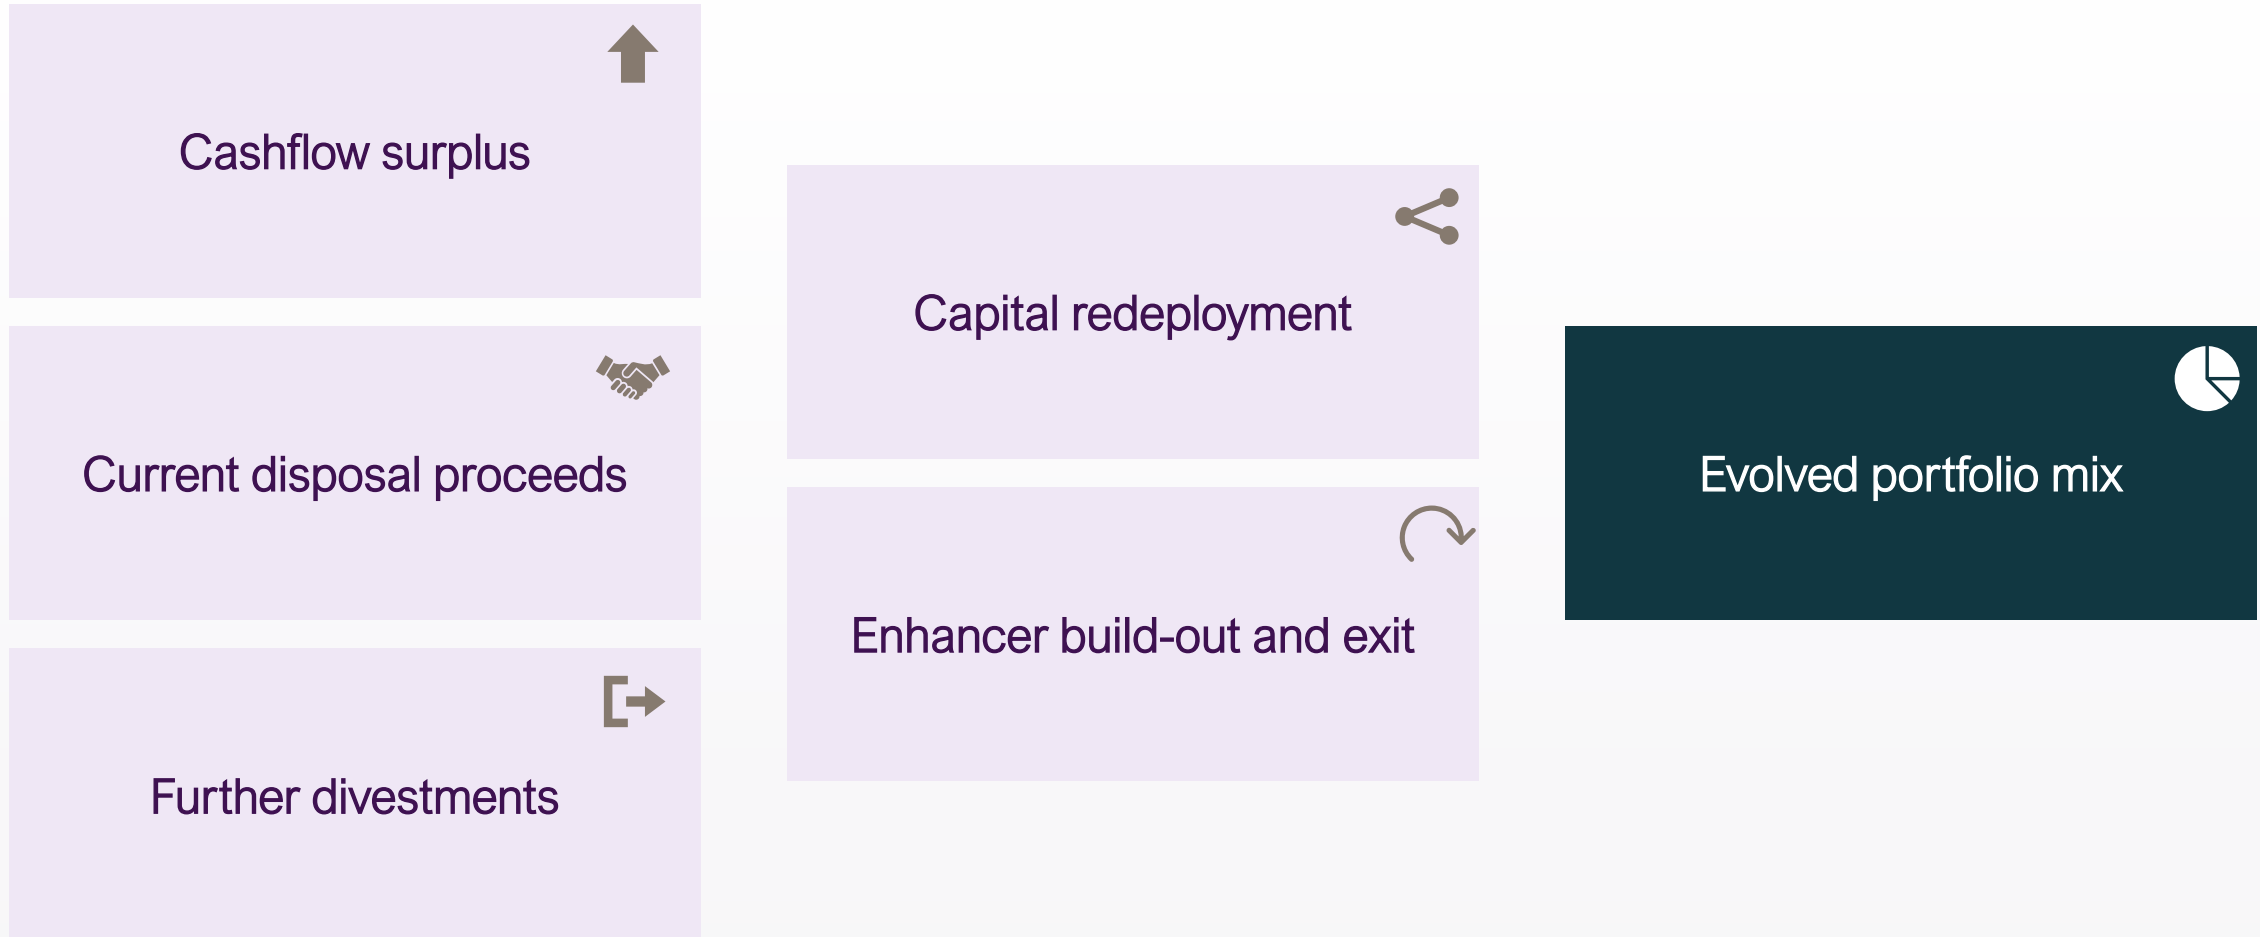 Cashflow surplus
Current disposal proceeds
Further divestments
Capital redeployment
Enhancer build-out and exit
Evolved portfolio mix